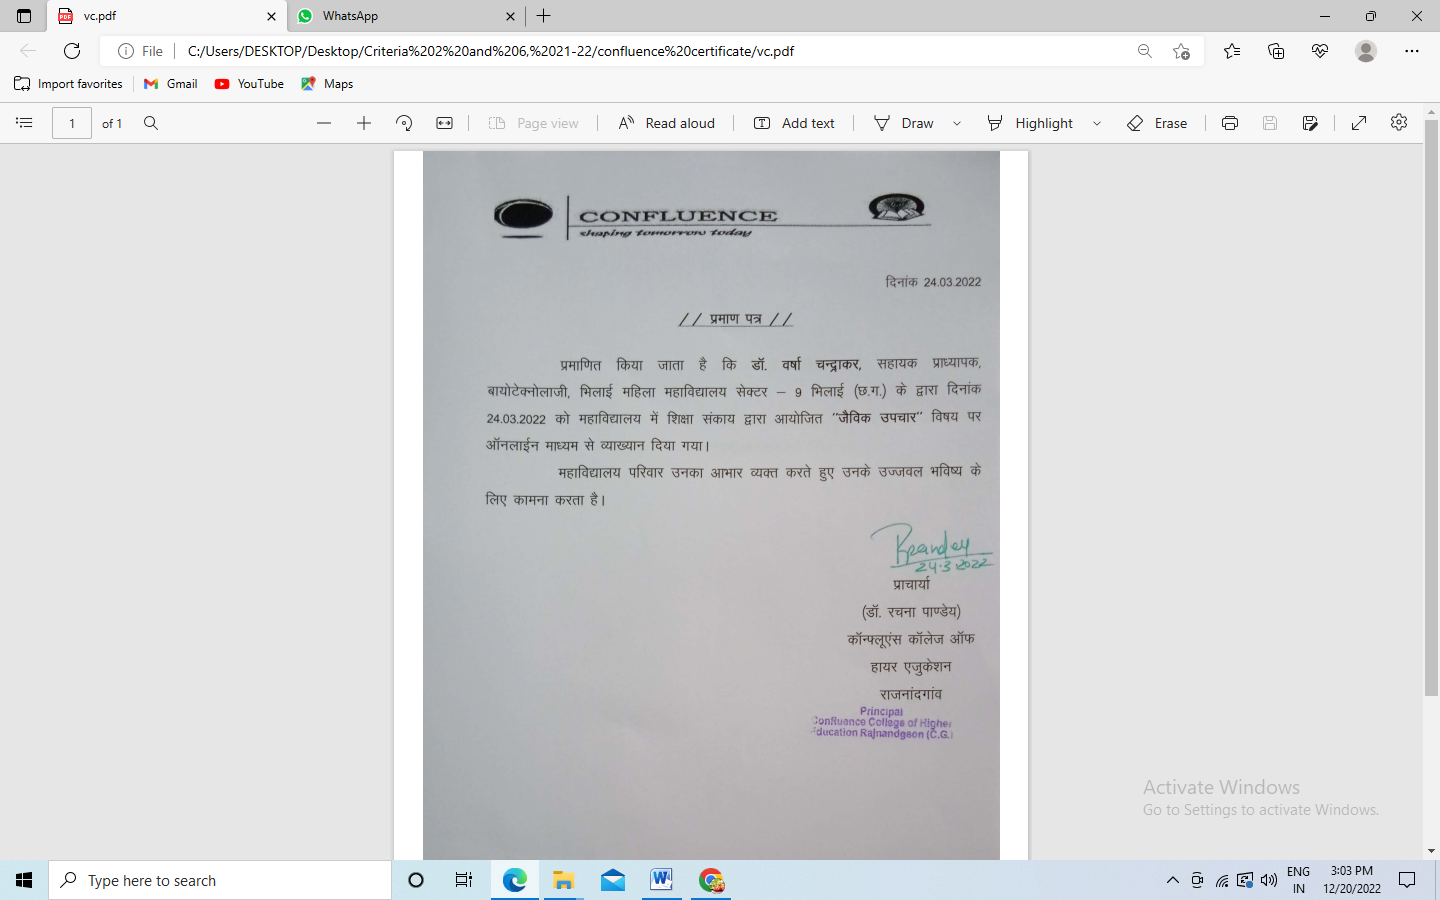 vc.pdf
WhatsApp
File
C:/Users/DESKTOP/Desktop/Criteria%202%20and%206,%2021-22/confluence%20certificate/vc.pdf
Import favorites
Gmail
YouTube
Maps
1 of 1
Page view
Read aloud
Add text
Draw
Highlight
Erase
CONFLUENCE
shaping tomorrow today
दिनांक 24.03.2022
// प्रमाण पत्र //
प्रमाणित किया जाता है कि डॉ. वर्षा चन्द्राकर, सहायक प्राध्यापक,
बायोटेक्नोलाजी, भिलाई महिला महाविद्यालय सेक्टर – 9 भिलाई (छ.ग.) के द्वारा दिनांक
24.03.2022 को महाविद्यालय में शिक्षा संकाय द्वारा आयोजित "जैविक उपचार" विषय पर
ऑनलाईन माध्यम से व्याख्यान दिया गया।
महाविद्यालय परिवार उनका आभार व्यक्त करते हुए उनके उज्जवल भविष्य के
लिए कामना करता है।
24.3.2022
प्राचार्या
(डॉ. रचना पाण्डेय)
कॉन्फ्लूएंस कॉलेज ऑफ
हायर एजुकेशन
राजनांदगांव
Principal
Confluence College of Higher
Education Rajnandgaon (C.G.)
Activate Windows
Go to Settings to activate Windows.
Type here to search
ENG
IN
3:03 PM
12/20/2022